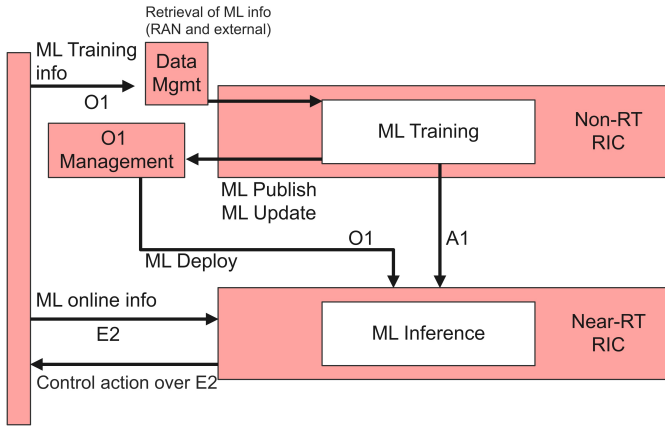 Retrieval of ML info
(RAN and external)
ML Training
info
O1
Data
Mgmt
O1
Management
ML Training
Non-RT
RIC
ML Publish
ML Update
O1
A1
ML Deploy
ML online info
E2
ML Inference
Near-RT
RIC
Control action over E2